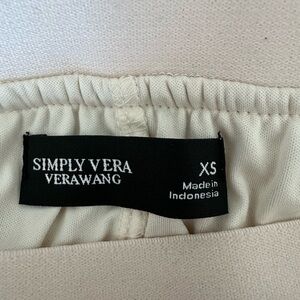 SIMPLY VERA
VERAWANG
XS
Made in
Indonesia